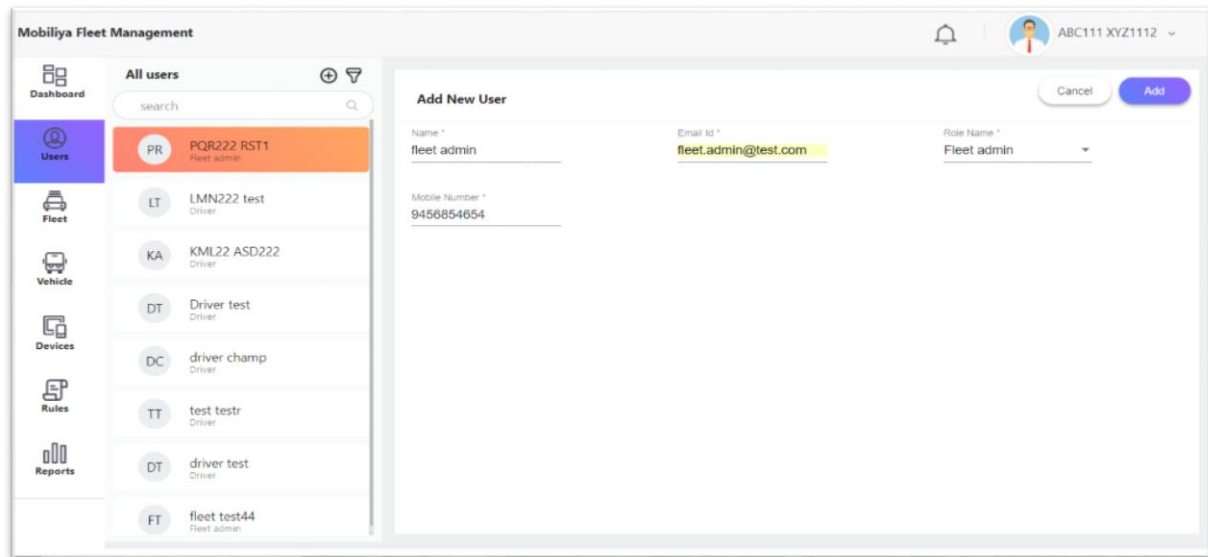 Mobiliya Fleet Management
ABC111 XYZ1112
Dashboard
Users
Fleet
Vehicle
Devices
Rules
Reports
All users
search
PR
PQR222 RST1
Fleet admin
LT
LMN222 test
Driver
KA
KML22 ASD222
Driver
DT
Driver test
Driver
DC
driver champ
Driver
TT
test testr
Driver
DT
driver test
Driver
FT
fleet test44
Fleet admin
Add New User
Cancel
Add
Name *
fleet admin
Email Id *
fleet.admin@test.com
Role Name *
Fleet admin
Mobile Number *
9456854654